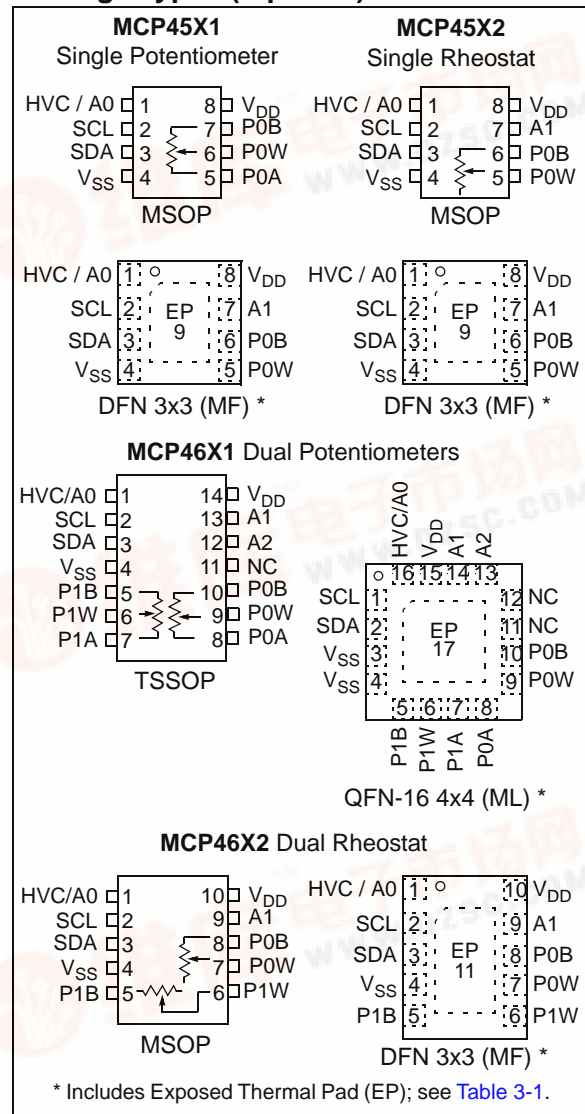 MCP45X1
Single Potentiometer
HVC / A0 1 8 VDD
SCL 2 7 P0B
SDA 3 6 P0W
VSS 4 5 P0A
MSOP
MCP45X2
Single Rheostat
HVC / A0 1 8 VDD
SCL 2 7 A1
SDA 3 6 P0B
VSS 4 5 P0W
MSOP
HVC / A0 1 8 VDD
SCL 2 EP 7 A1
SDA 3 9 6 P0B
VSS 4 5 P0W
DFN 3x3 (MF) *
HVC / A0 1 8 VDD
SCL 2 EP 7 A1
SDA 3 9 6 P0B
VSS 4 5 P0W
DFN 3x3 (MF) *
MCP46X1 Dual Potentiometers
HVC/A0 1 14 VDD
SCL 2 13 A1
SDA 3 12 A2
VSS 4 11 NC
P1B 5 10 P0B
P1W 6 9 P0W
P1A 7 8 P0A
TSSOP
HVC/A0 VDD A1 A2
16 15 14 13
SCL 1 12 NC
SDA 2 EP 11 NC
VSS 3 17 10 P0B
VSS 4 9 P0W
5 6 7 8
P1B P1W P1A P0A
QFN-16 4x4 (ML) *
MCP46X2 Dual Rheostat
HVC/A0 1 10 VDD
SCL 2 9 A1
SDA 3 8 P0B
VSS 4 7 P0W
P1B 5 6 P1W
MSOP
HVC / A0 1 10 VDD
SCL 2 9 A1
SDA 3 EP 8 P0B
VSS 4 11 7 P0W
P1B 5 6 P1W
DFN 3x3 (MF) *
* Includes Exposed Thermal Pad (EP); see Table 3-1.